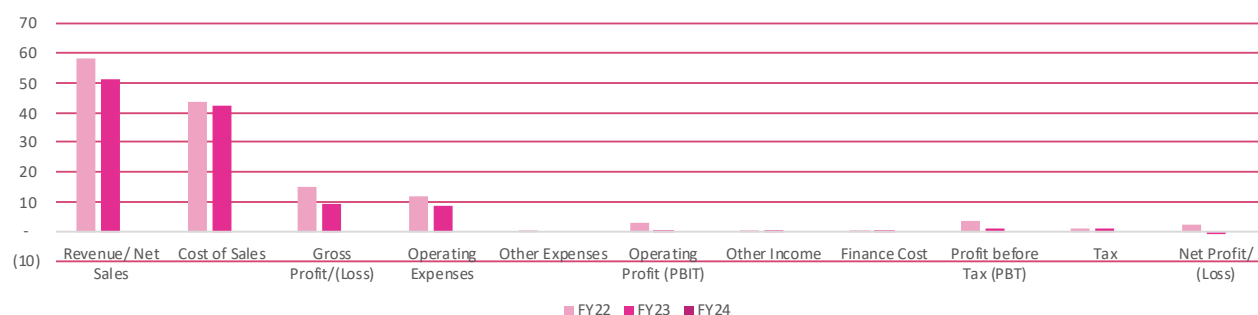 70
60
50
40
30
20
10
-
(10)
Revenue/ Net
Sales
Cost of Sales
Gross
Profit/(Loss)
Operating
Expenses
Other Expenses
Operating
Profit (PBIT)
Other Income
Finance Cost
Profit before
Tax (PBT)
Tax
Net Profit/
(Loss)
FY22 FY23 FY24